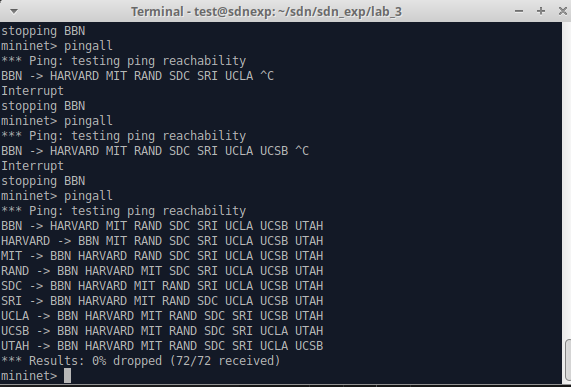 Terminal - test@sdnexp: ~/sdn/sdn_exp/lab_3
stopping BBN
mininet> pingall
*** Ping: testing ping reachability
BBN -> HARVARD MIT RAND SDC SRI UCLA ^C
Interrupt
stopping BBN
mininet> pingall
*** Ping: testing ping reachability
BBN -> HARVARD MIT RAND SDC SRI UCLA UCSB ^C
Interrupt
stopping BBN
mininet> pingall
*** Ping: testing ping reachability
BBN -> HARVARD MIT RAND SDC SRI UCLA UCSB UTAH
HARVARD -> BBN MIT RAND SDC SRI UCLA UCSB UTAH
MIT -> BBN HARVARD RAND SDC SRI UCLA UCSB UTAH
RAND -> BBN HARVARD MIT SDC SRI UCLA UCSB UTAH
SDC -> BBN HARVARD MIT RAND SRI UCLA UCSB UTAH
SRI -> BBN HARVARD MIT RAND SDC UCLA UCSB UTAH
UCLA -> BBN HARVARD MIT RAND SDC SRI UCSB UTAH
UCSB -> BBN HARVARD MIT RAND SDC SRI UCLA UTAH
UTAH -> BBN HARVARD MIT RAND SDC SRI UCLA UCSB
*** Results: 0% dropped (72/72 received)
mininet>